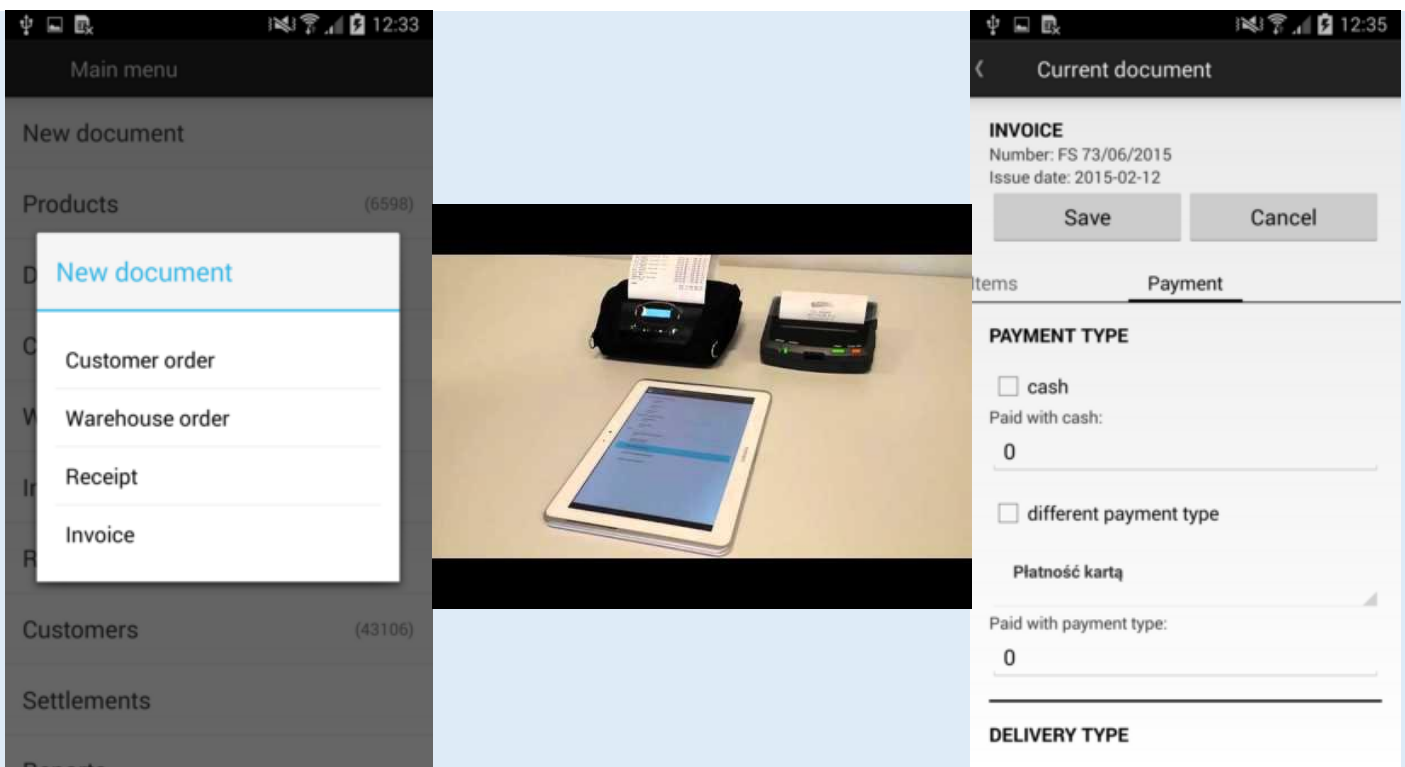 12:33
Main menu
New document
Products (6598)
New document
Customer order
Warehouse order
Receipt
Invoice
Customers (43106)
Settlements
12:35
Current document
INVOICE
Number: FS 73/06/2015
Issue date: 2015-02-12
Save Cancel
Items Payment
PAYMENT TYPE
cash
Paid with cash:
0
different payment type
Płatność kartą
Paid with payment type:
0
DELIVERY TYPE